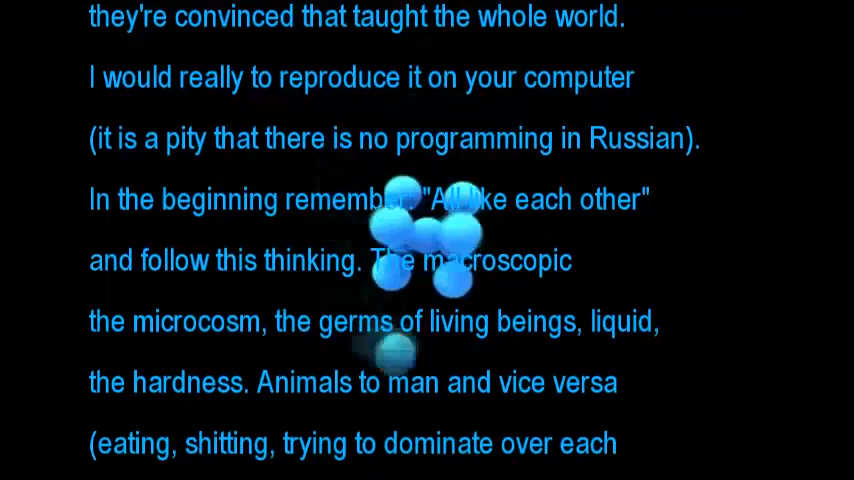 they're convinced that taught the whole world.
I would really to reproduce it on your computer
(it is a pity that there is no programming in Russian).
In the beginning remember: "All like each other"
and follow this thinking. The macroscopic
the microcosm, the germs of living beings, liquid,
the hardness. Animals to man and vice versa
(eating, shitting, trying to dominate over each